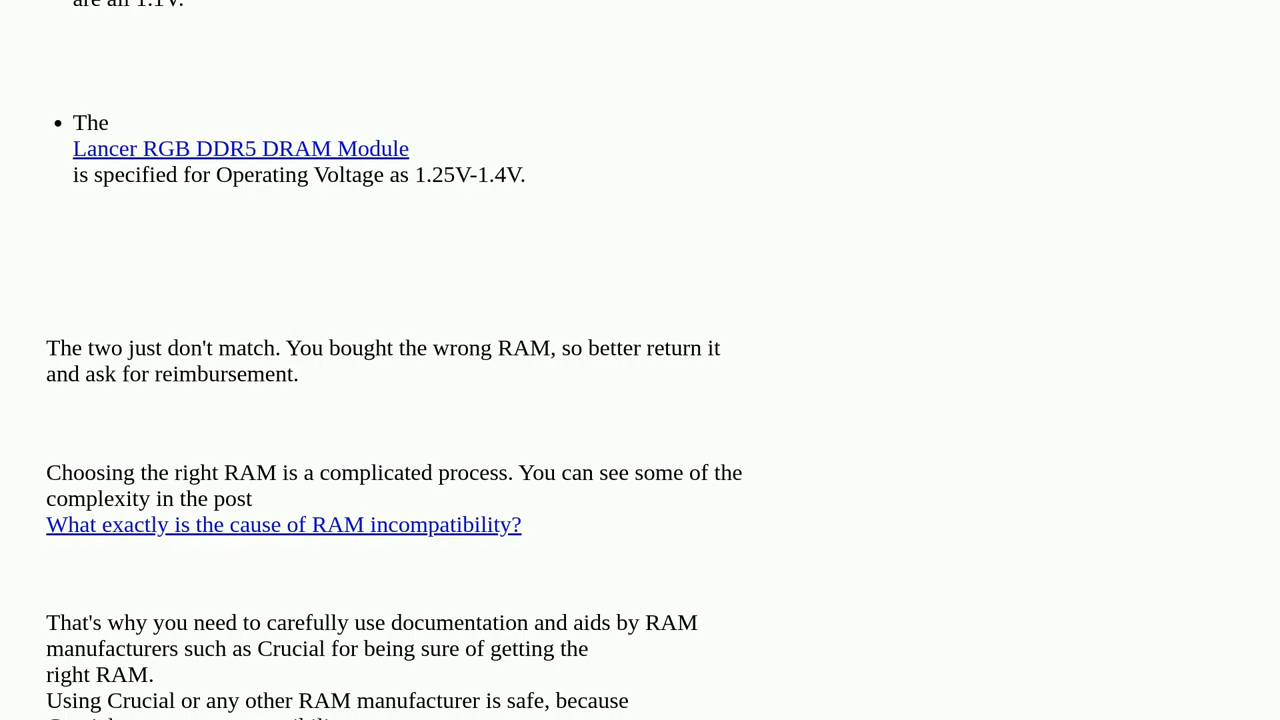 are all 1.1V.
The
Lancer RGB DDR5 DRAM Module
is specified for Operating Voltage as 1.25V-1.4V.
The two just don't match. You bought the wrong RAM, so better return it
and ask for reimbursement.
Choosing the right RAM is a complicated process. You can see some of the
complexity in the post
What exactly is the cause of RAM incompatibility?
That's why you need to carefully use documentation and aids by RAM
manufacturers such as Crucial for being sure of getting the
right RAM.
Using Crucial or any other RAM manufacturer is safe, because